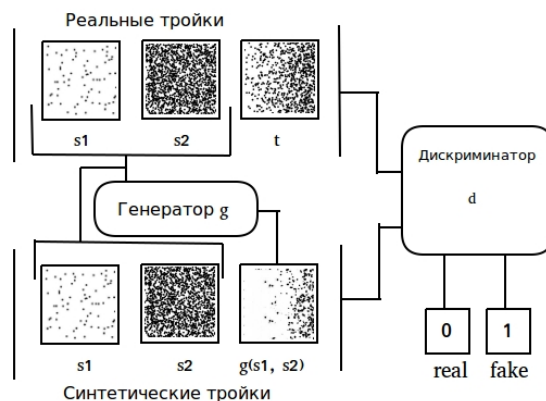 Реальные тройки
s1 s2 t
Дискриминатор
d
Генератор g
s1 s2 g(s1, s2)
Синтетические тройки
0 1
real fake